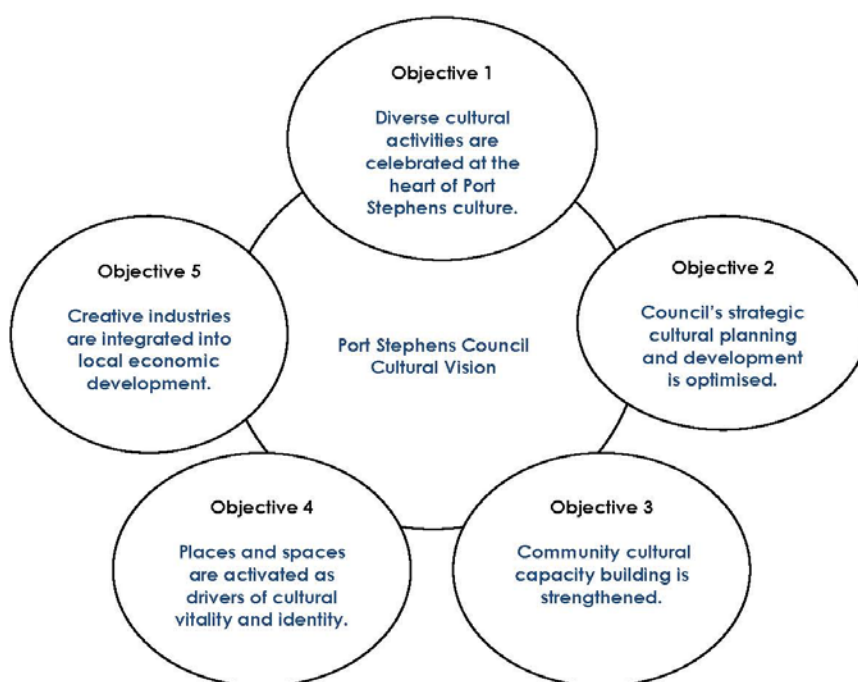 Objective 1
Diverse cultural
activities are
celebrated at the
heart of Port
Stephens culture.
Objective 2
Council's strategic
cultural planning
and development
is optimised.
Objective 3
Community cultural
capacity building is
strengthened.
Objective 4
Places and spaces
are activated as
drivers of cultural
vitality and identity.
Objective 5
Creative industries
are integrated into
local economic
development.
Port Stephens Council
Cultural Vision